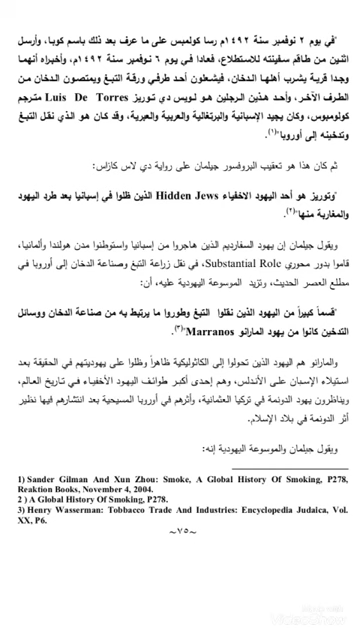 "في يوم ٢ نوفمبر سنة ١٤٩٢م رسا كولمبس على ما عرف بعد ذلك باسم كوبا، وأرسل
اثنين من طاقم سفينته للاستطلاع، فعادا في يوم ٦ نوفمبر سنة ١٤٩٢م، وأخبراه أنهما
وجدا قرية يشرب أهلها الدخان، فيشعلون أحد طرفي ورقة التبغ ويمتصون الدخان من
الطرف الآخر، وأحد هذين الرجلين هو لويس دي توريز Luis De Torres مترجم
كولومبوس، وكان يجيد الإسبانية والبرتغالية والعربية والعبرية، وقد كان هو الذي نقل التبغ
وتدخينه إلى أوروبا"(١).
ثم كان هذا هو تعقيب البروفسور جيلمان على رواية دي لاس كازاس:
"وتوريز هو أحد اليهود الأخفياء Hidden Jews الذين ظلوا في إسبانيا بعد طرد اليهود
والمغاربة منها"(٢).
ويقول جيلمان إن يهود السفارديم الذين هاجروا من إسبانيا واستوطنوا مدن هولندا وألمانيا،
قاموا بدور محوري Substantial Role، في نقل زراعة التبغ وصناعة الدخان إلى أوروبا في
مطلع العصر الحديث، وتزيد الموسوعة اليهودية عليه، أن:
"قسماً كبيراً من اليهود الذين نقلوا التبغ وطوروا ما يرتبط به من صناعة الدخان ووسائل
التدخين كانوا من يهود المارانو Marranos"(٣).
والمارانو هم اليهود الذين تحولوا إلى الكاثوليكية ظاهراً وظلوا على يهوديتهم في الحقيقة بعد
استيلاء الإسبان على الأندلس، وهم إحدى أكبر طوائف اليهود الأخفياء في تاريخ العالم،
ويناظرون يهود الدونمة في تركيا العثمانية، وأثرهم في أوروبا المسيحية بعد انتشارهم فيها نظير
أثر الدونمة في بلاد الإسلام.
ويقول جيلمان والموسوعة اليهودية إنه:
1) Sander Gilman And Xun Zhou: Smoke, A Global History Of Smoking, P278,
Reaktion Books, November 4, 2004.
2 ) A Global History Of Smoking, P278.
3) Henry Wasserman: Tobbacco Trade And Industries: Encyclopedia Judaica, Vol.
XX, P6.
~٧٥~
VideoShow